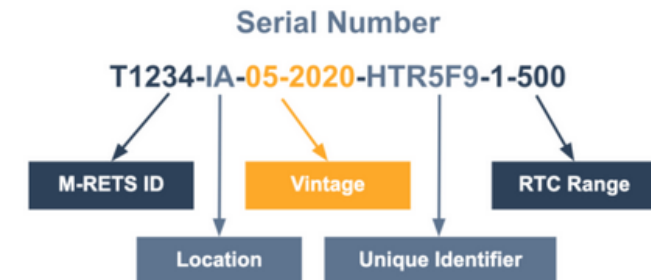 Serial Number
T1234-IA-05-2020-HTR5F9-1-500
M-RETS ID
Vintage
RTC Range
Location
Unique Identifier